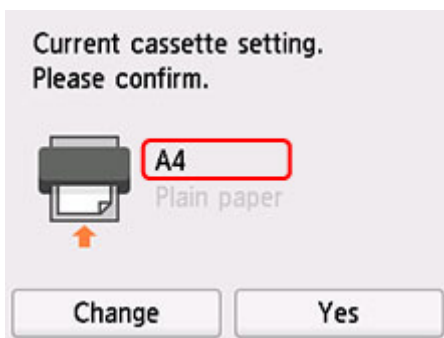 Current cassette setting.
Please confirm.
A4
Plain paper
Change
Yes